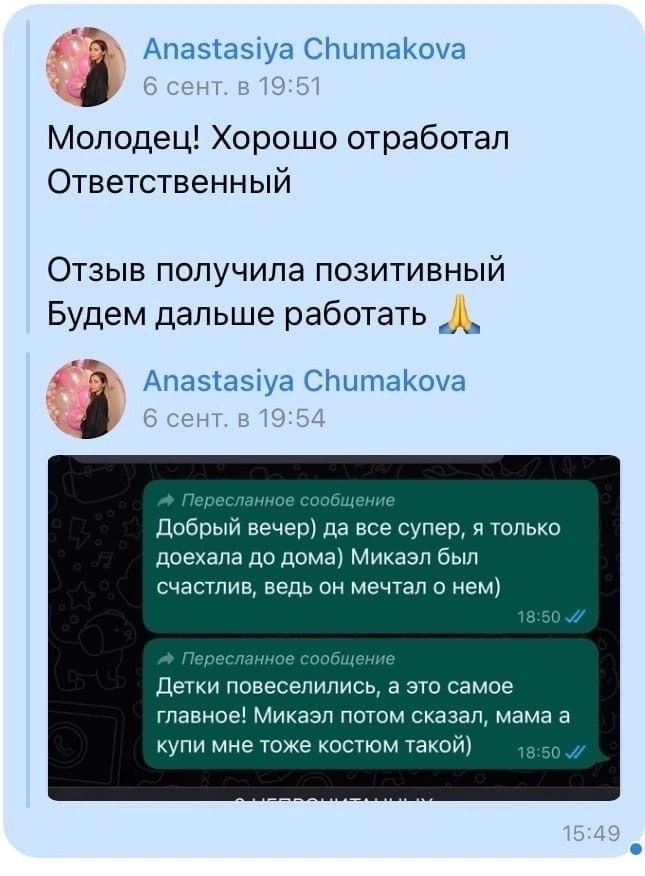 Anastasiya Chumakova
6 сент. в 19:51
Молодец! Хорошо отработал
Ответственный
Отзыв получила позитивный
Будем дальше работать 🙏
Anastasiya Chumakova
6 сент. в 19:54
Пересланное сообщение
Добрый вечер) да все супер, я только
доехала до дома) Микаэл был
счастлив, ведь он мечтал о нем)
18:50
Пересланное сообщение
Детки повеселились, а это самое
главное! Микаэл потом сказал, мама а
купи мне тоже костюм такой)
18:50
15:49